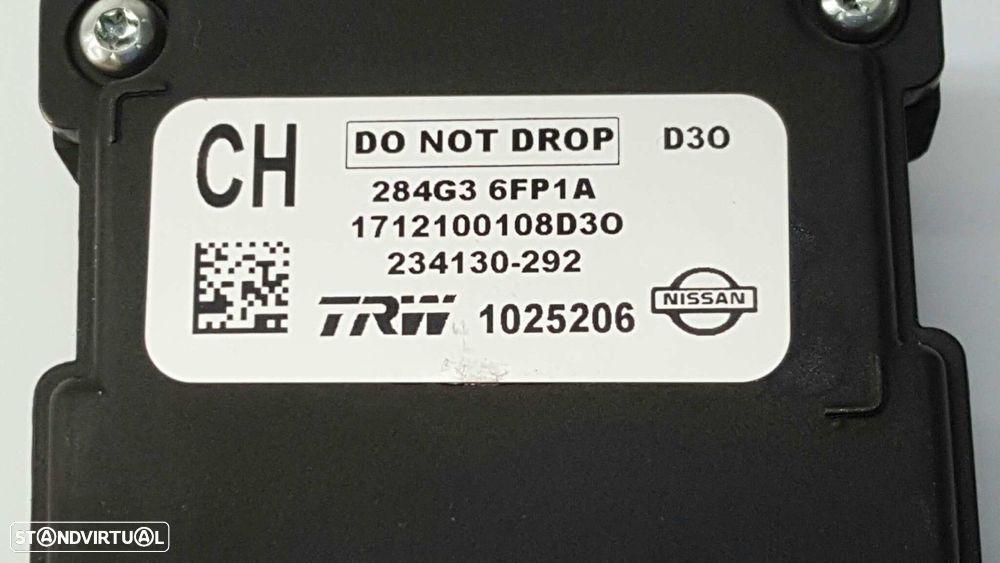 CH
DO NOT DROP
D3O
284G3 6FP1A
1712100108D3O
234130-292
TRW 1025206
NISSAN
STANDVIRTUAL